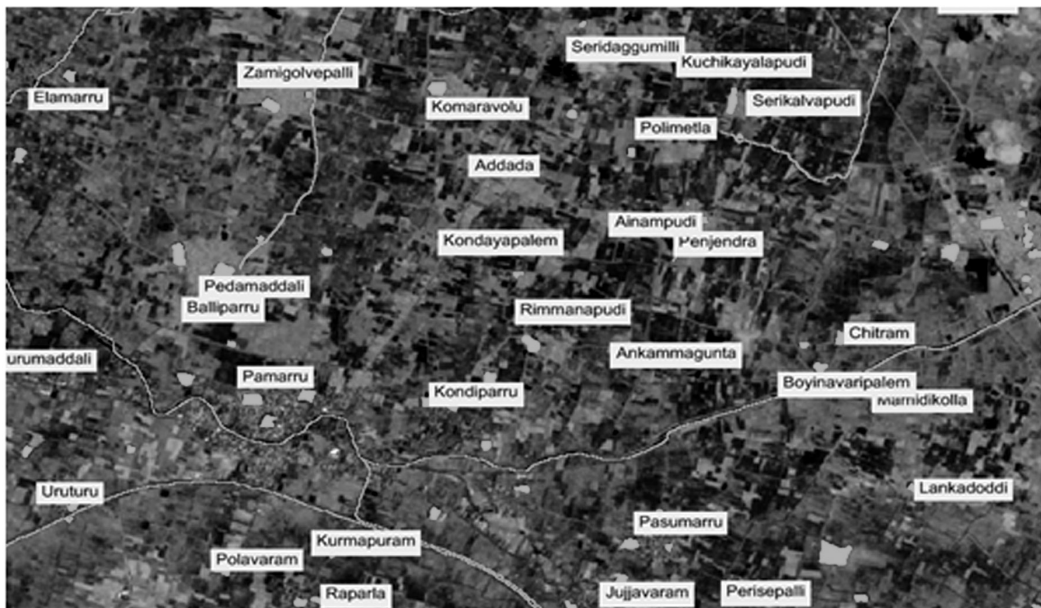 Seridaggumilli
Kuchikayalapudi
Zamigolvepalli
Elamarru
Komaravolu
Serikalvapudi
Polimetla
Addada
Ainampudi
Penjendra
Kondayapalem
Pedamaddali
Balliparru
Rimmanapudi
Chitram
urumaddali
Ankammagunta
Pamarru
Boyinavaripalem
Kondiparru
Mamidikolla
Uruturu
Lankadoddi
Pasumarru
Kurmapuram
Polavaram
Raparla
Jujjavaram
Perisepalli